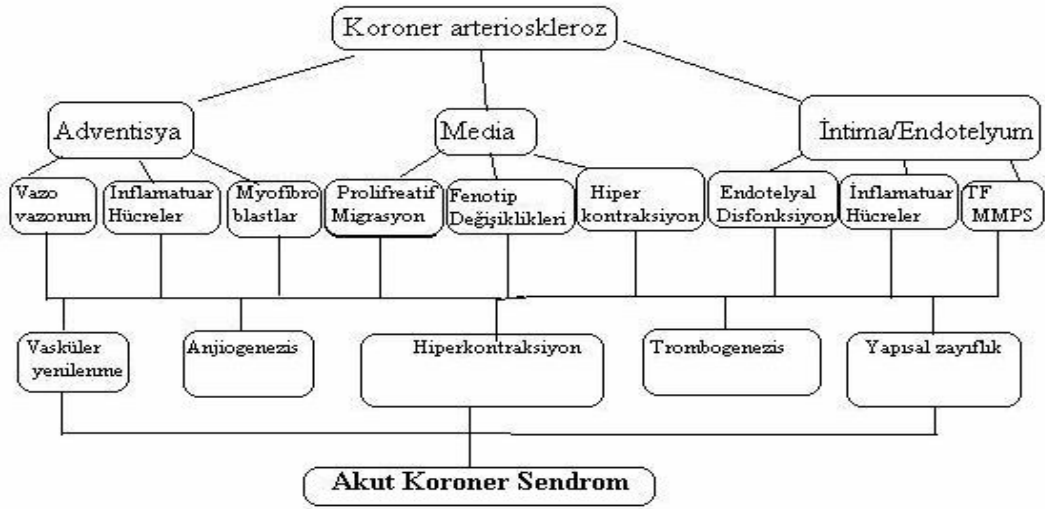 Koroner arterioskleroz
Adventisya
Media
İntima/Endotelyum
Vazo
vazorum
İnflamatuar
Hücreler
Myofibro
blastlar
Prolifreatif
Migrasyon
Fenotip
Değişiklikleri
Hiper
kontraksiyon
Endotelyal
Disfonksiyon
İnflamatuar
Hücreler
TF
MMPS
Vasküler
yenilenme
Anjiogenezis
Hiperkontraksiyon
Trombogenezis
Yapısal zayıflık
Akut Koroner Sendrom